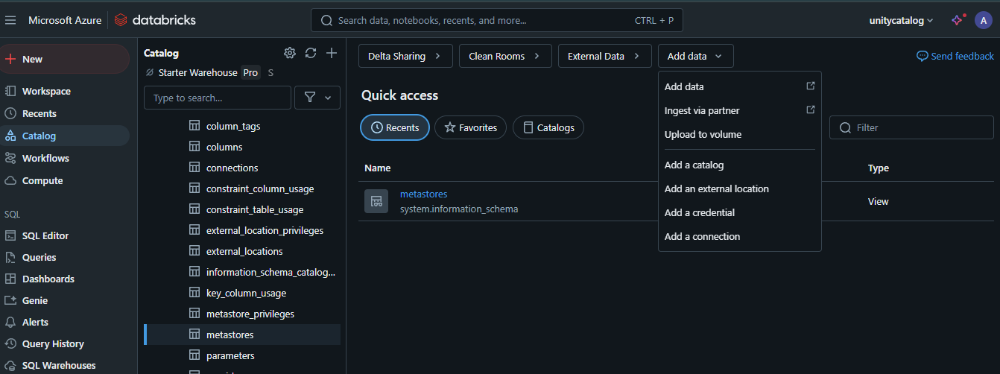 Microsoft Azure databricks
Search data, notebooks, recents, and more... CTRL + P
unitycatalog
A
New
Workspace
Recents
Catalog
Workflows
Compute
SQL
SQL Editor
Queries
Dashboards
Genie
Alerts
Query History
SQL Warehouses
Catalog
Starter Warehouse Pro S
Type to search...
column_tags
columns
connections
constraint_column_usage
constraint_table_usage
external_location_privileges
external_locations
information_schema_catalog...
key_column_usage
metastore_privileges
metastores
parameters
Delta Sharing
Clean Rooms
External Data
Add data
Send feedback
Add data
Ingest via partner
Upload to volume
Add a catalog
Add an external location
Add a credential
Add a connection
Quick access
Recents
Favorites
Catalogs
Filter
Name Type
metastores
system.information_schema
View